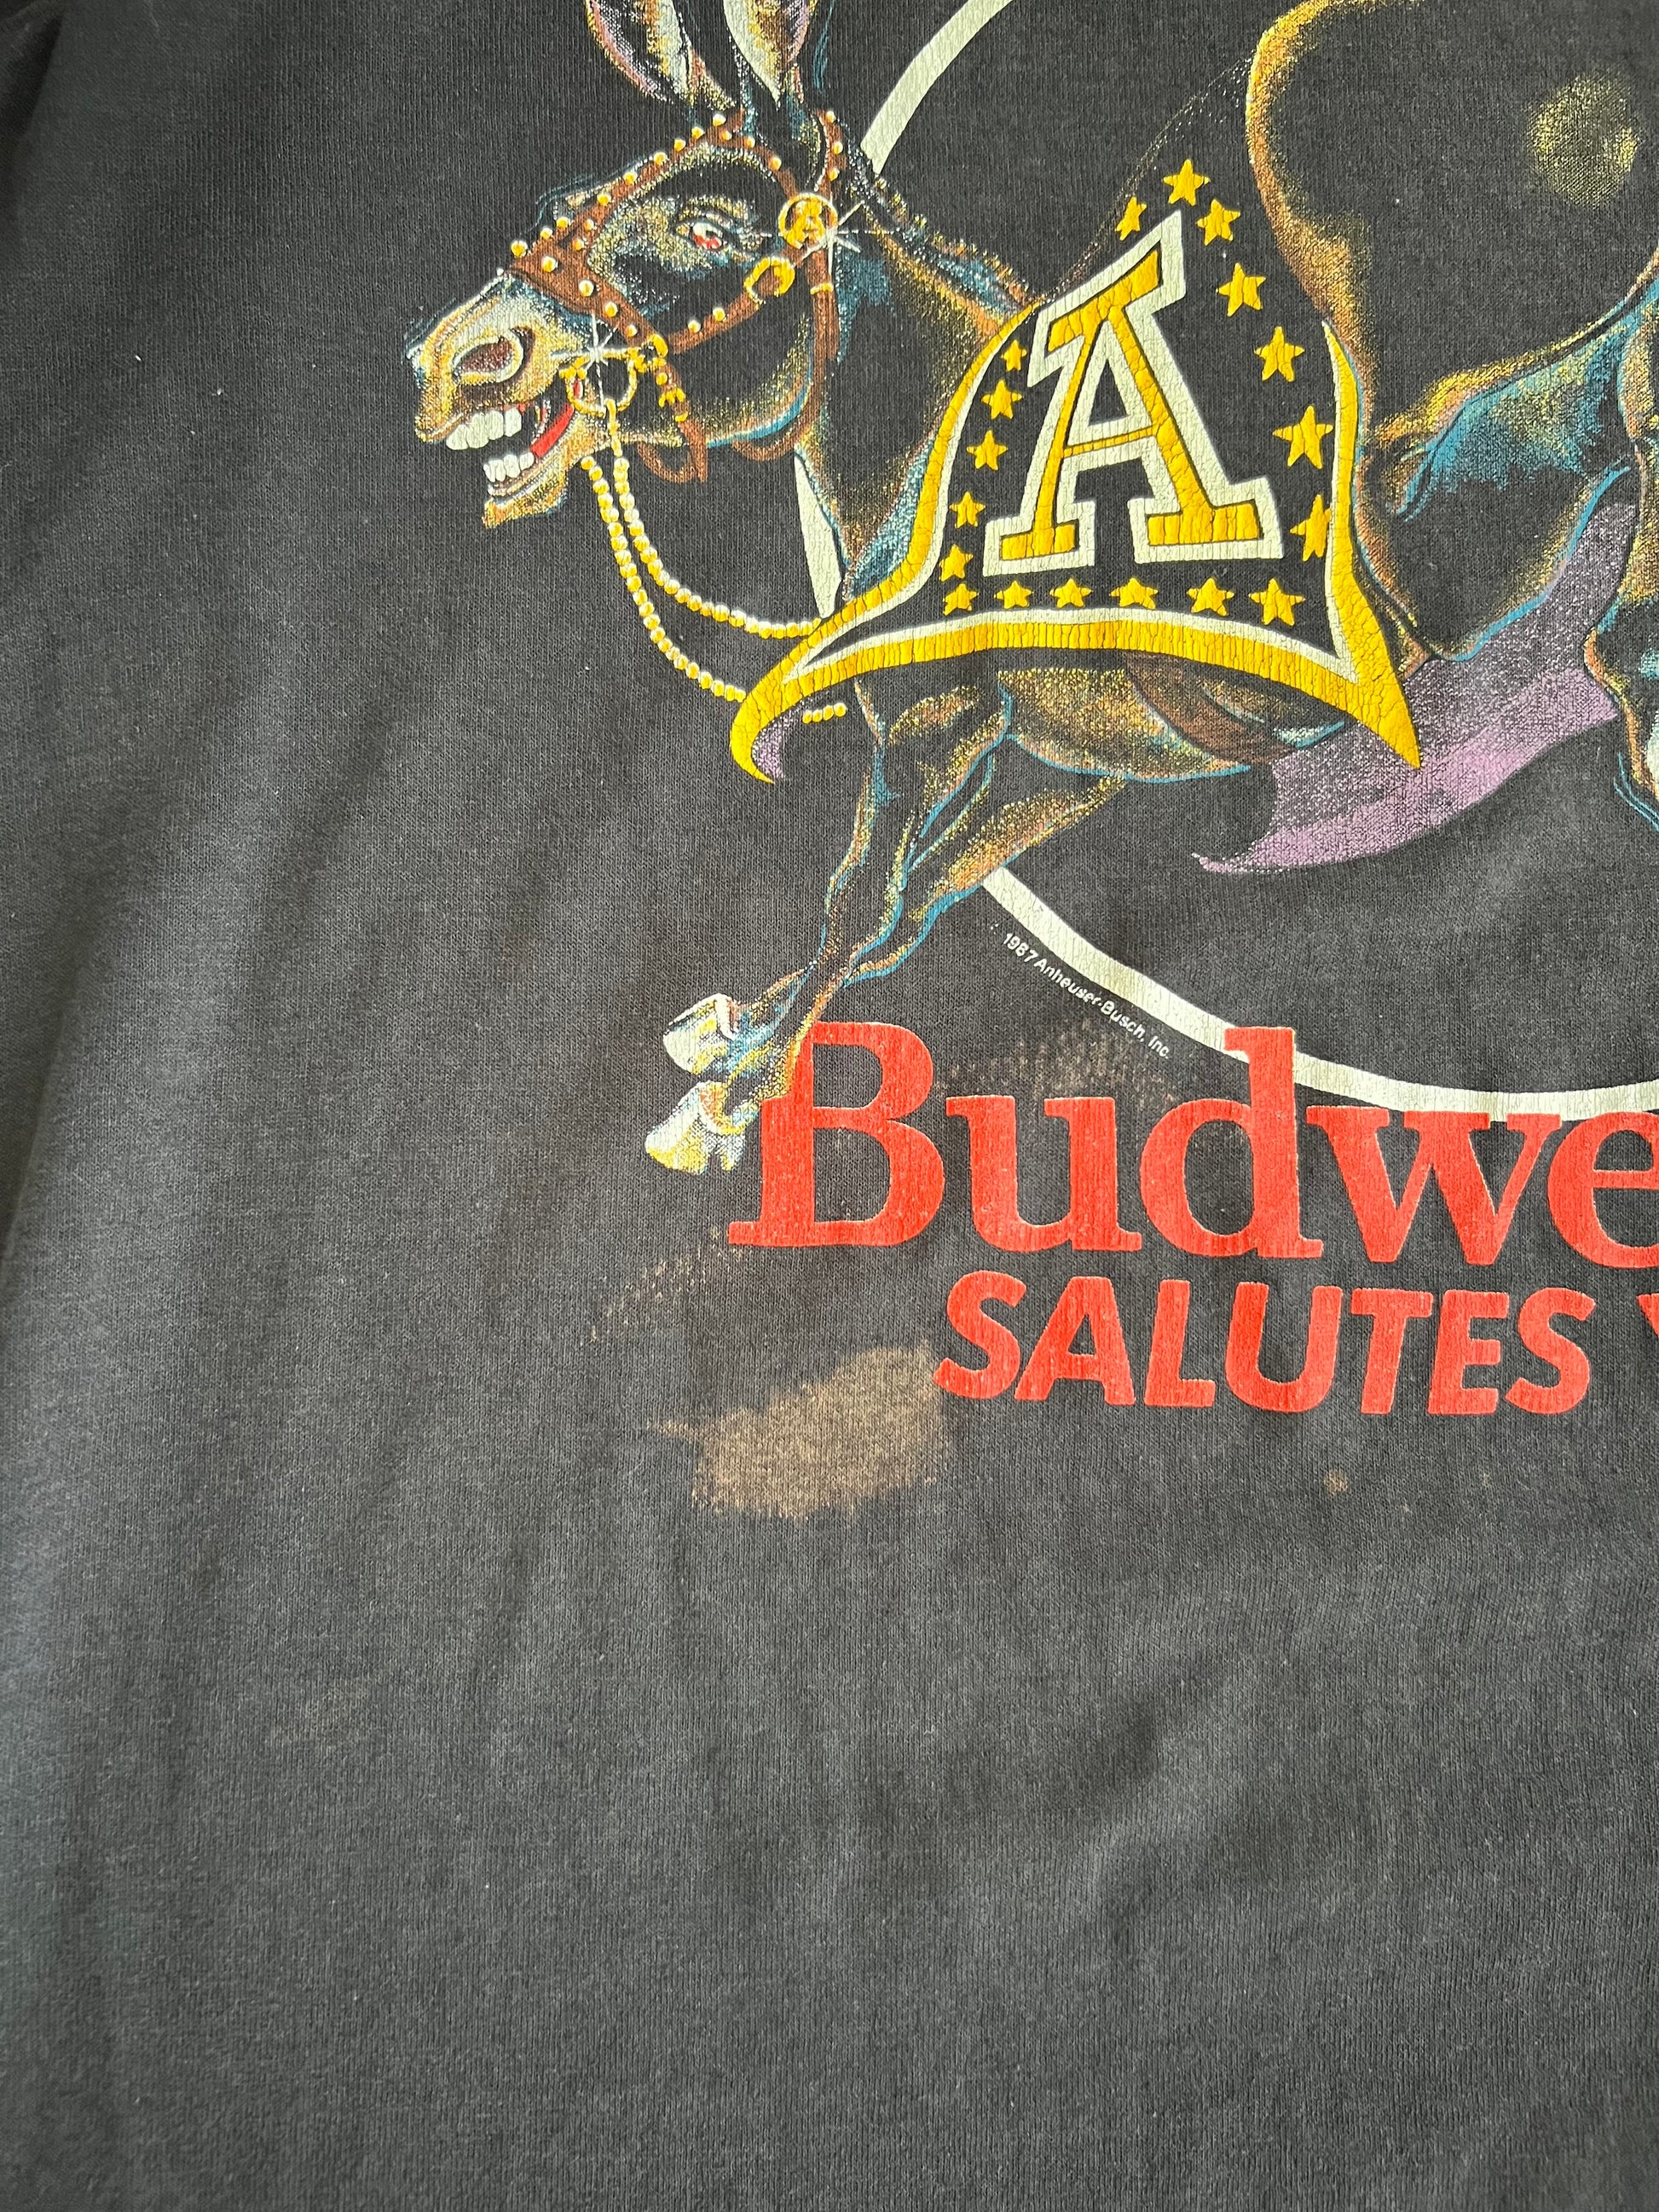 A
1987 Anheuser-Busch, Inc.
Budwe
SALUTES